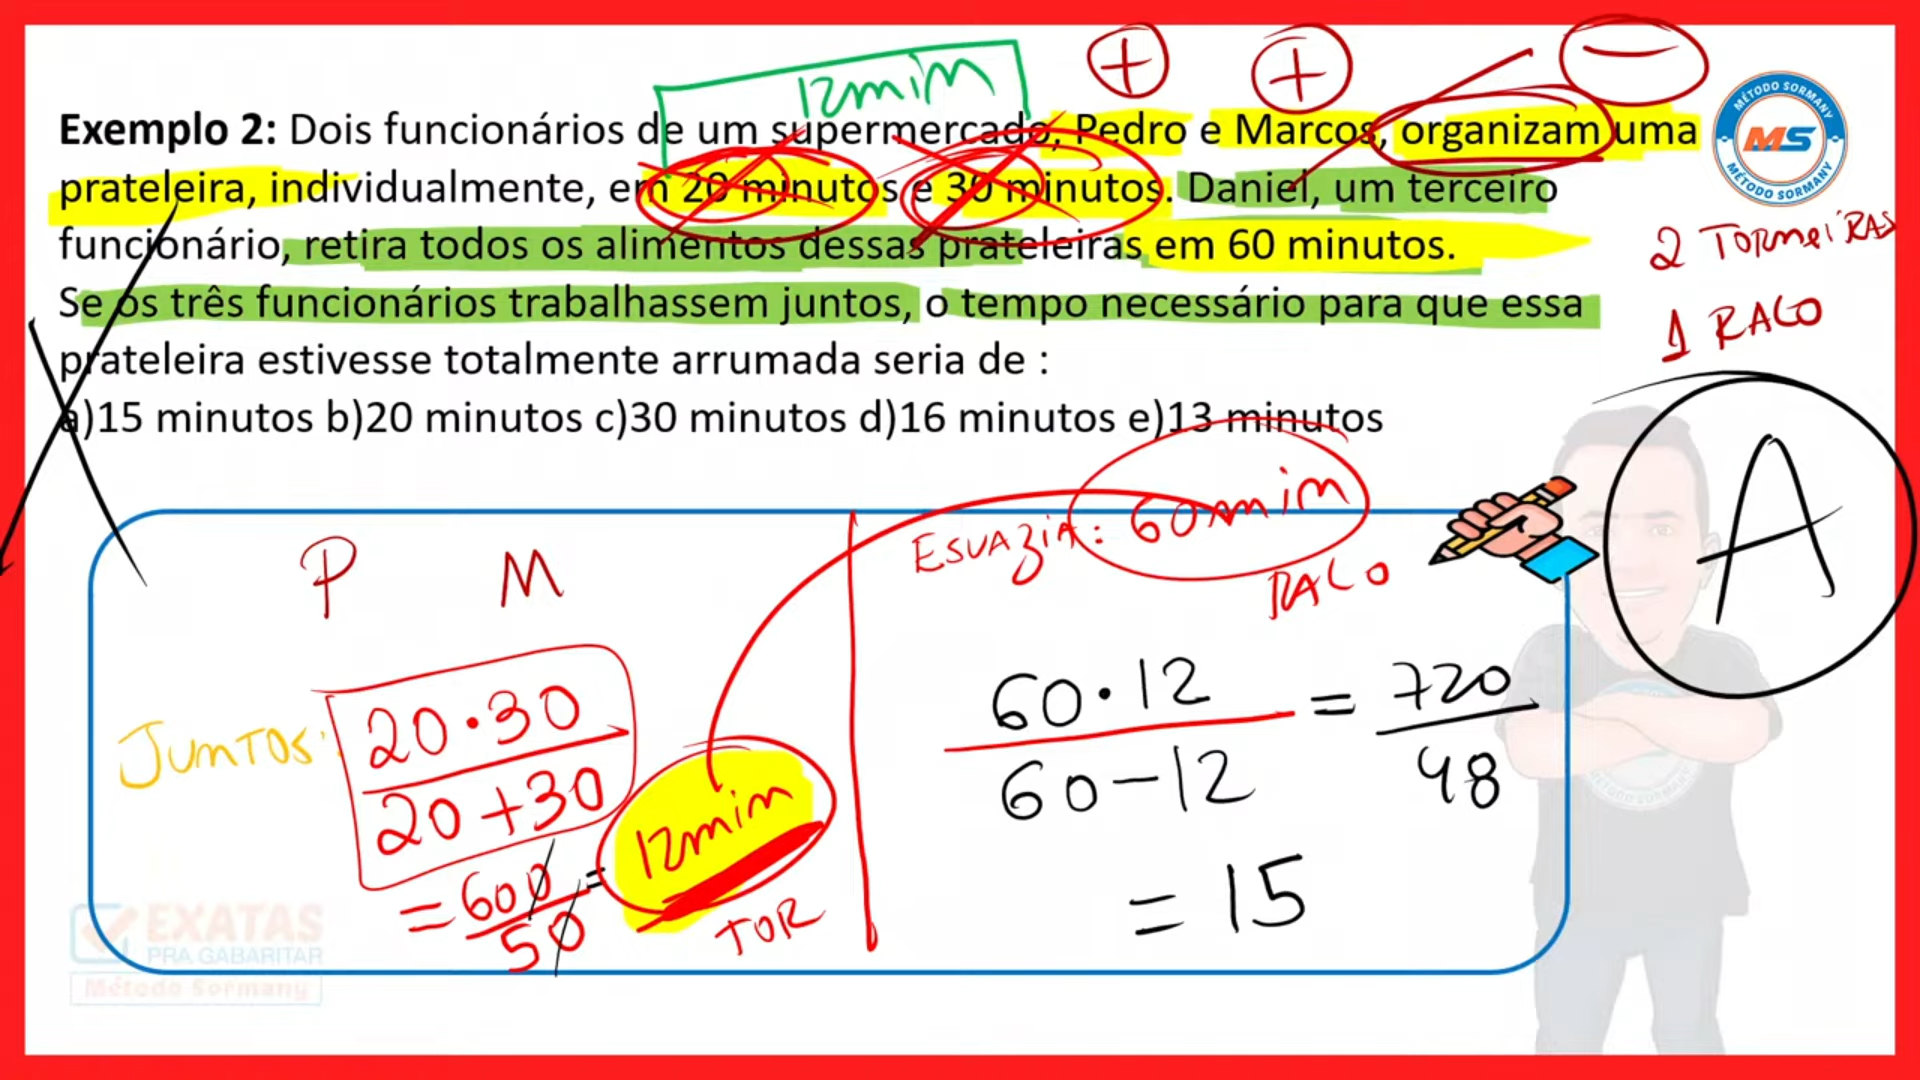 12mim
+ + −
Exemplo 2: Dois funcionários de um supermercado, Pedro e Marcos, organizam uma
prateleira, individualmente, em 20 minutos e 30 minutos. Daniel, um terceiro
funcionário, retira todos os alimentos dessas prateleiras em 60 minutos.
Se os três funcionários trabalhassem juntos, o tempo necessário para que essa
prateleira estivesse totalmente arrumada seria de :
a)15 minutos b)20 minutos c)30 minutos d)16 minutos e)13 minutos
MÉTODO SORMANY
MS
MÉTODO SORMANY
2 TORNEIRAS
1 RALO
A
P M
JUNTOS:
20·30
20+30
= 600
50
= 12mim
TOR
ESVAZIA: 60mim
RALO
60·12 = 720
60-12 48
= 15
EXATAS
PRA GABARITAR
Método Sormany